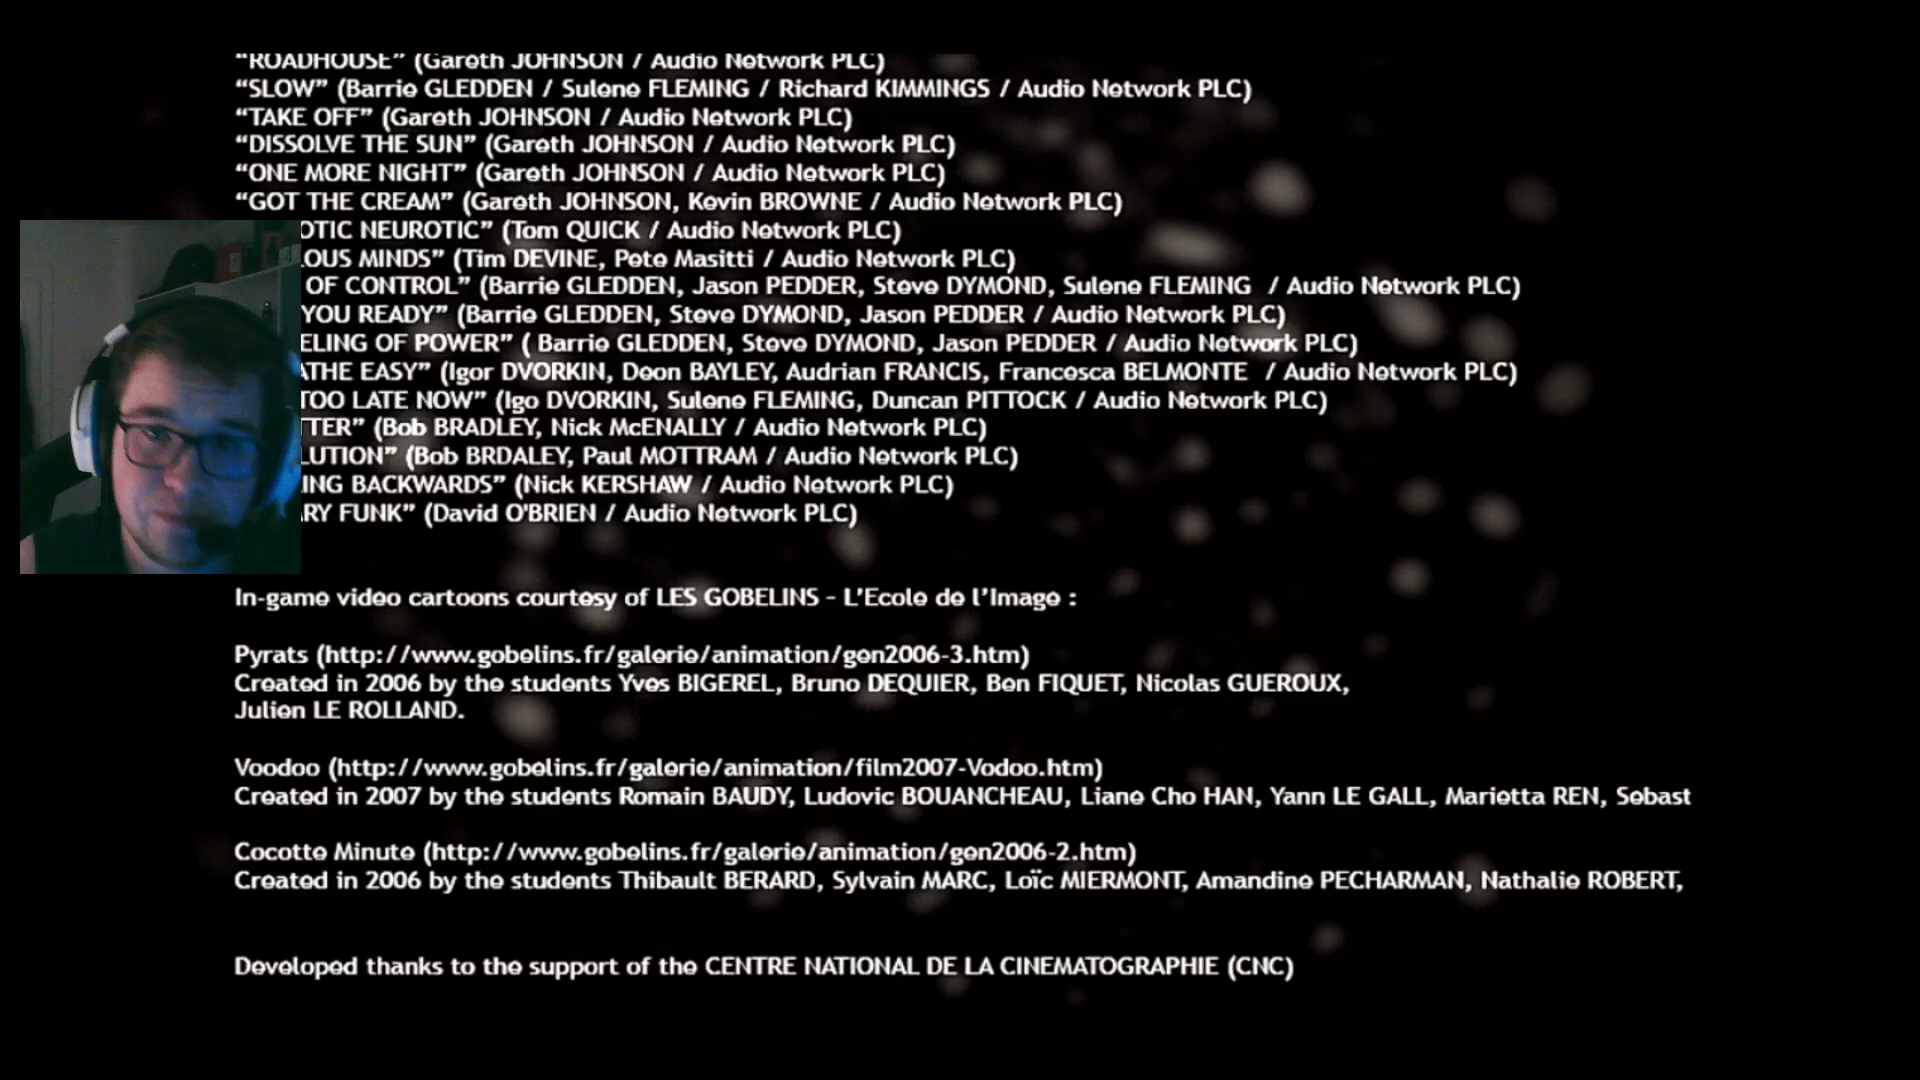 “ROADHOUSE” (Gareth JOHNSON / Audio Network PLC)
“SLOW” (Barrie GLEDDEN / Sulene FLEMING / Richard KIMMINGS / Audio Network PLC)
“TAKE OFF” (Gareth JOHNSON / Audio Network PLC)
“DISSOLVE THE SUN” (Gareth JOHNSON / Audio Network PLC)
“ONE MORE NIGHT” (Gareth JOHNSON / Audio Network PLC)
“GOT THE CREAM” (Gareth JOHNSON, Kevin BROWNE / Audio Network PLC)
OTIC NEUROTIC” (Tom QUICK / Audio Network PLC)
LOUS MINDS” (Tim DEVINE, Pete Masitti / Audio Network PLC)
OF CONTROL” (Barrie GLEDDEN, Jason PEDDER, Steve DYMOND, Sulene FLEMING / Audio Network PLC)
YOU READY” (Barrie GLEDDEN, Steve DYMOND, Jason PEDDER / Audio Network PLC)
ELING OF POWER” ( Barrie GLEDDEN, Steve DYMOND, Jason PEDDER / Audio Network PLC)
ATHE EASY” (Igor DVORKIN, Deon BAYLEY, Audrian FRANCIS, Francesca BELMONTE / Audio Network PLC)
TOO LATE NOW” (Igo DVORKIN, Sulene FLEMING, Duncan PITTOCK / Audio Network PLC)
TTER” (Bob BRADLEY, Nick McENALLY / Audio Network PLC)
LUTION” (Bob BRDALEY, Paul MOTTRAM / Audio Network PLC)
ING BACKWARDS” (Nick KERSHAW / Audio Network PLC)
ARY FUNK” (David O'BRIEN / Audio Network PLC)
In-game video cartoons courtesy of LES GOBELINS - L’Ecole de l’Image :
Pyrats (http://www.gobelins.fr/galerie/animation/gen2006-3.htm)
Created in 2006 by the students Yves BIGEREL, Bruno DEQUIER, Ben FIQUET, Nicolas GUEROUX,
Julien LE ROLLAND.
Voodoo (http://www.gobelins.fr/galerie/animation/film2007-Vodoo.htm)
Created in 2007 by the students Romain BAUDY, Ludovic BOUANCHEAU, Liane Cho HAN, Yann LE GALL, Marietta REN, Sebast
Cocotte Minute (http://www.gobelins.fr/galerie/animation/gen2006-2.htm)
Created in 2006 by the students Thibault BERARD, Sylvain MARC, Loïc MIERMONT, Amandine PECHARMAN, Nathalie ROBERT,
Developed thanks to the support of the CENTRE NATIONAL DE LA CINEMATOGRAPHIE (CNC)